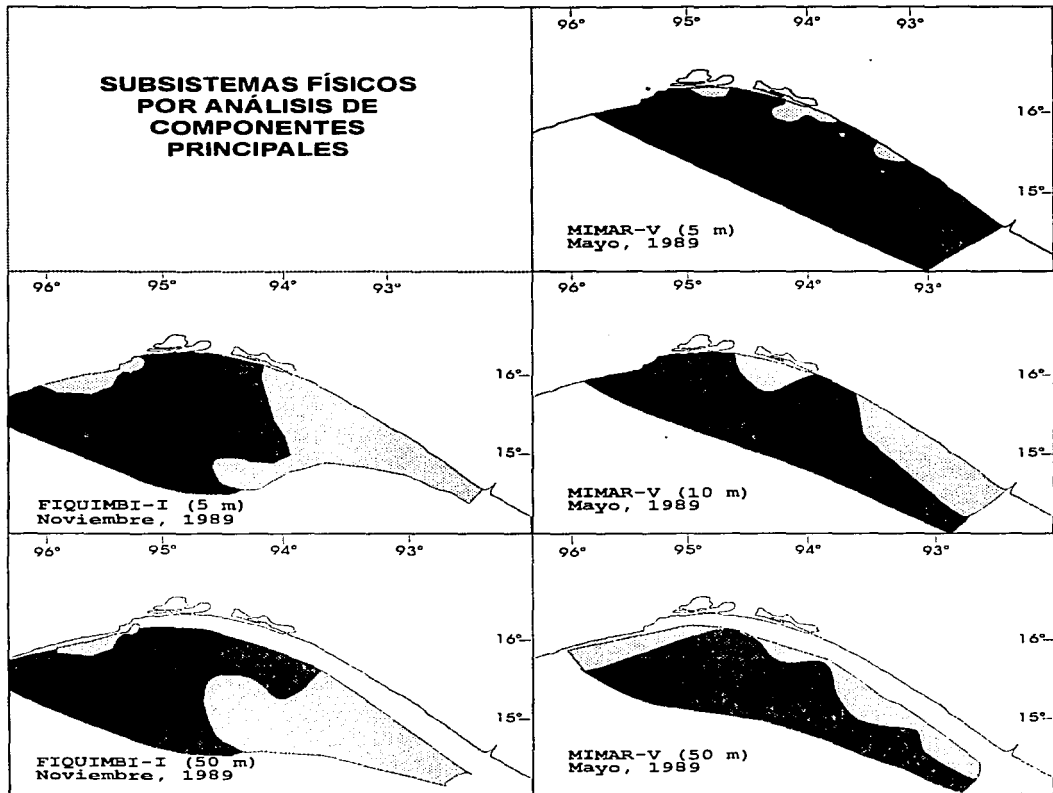 SUBSISTEMAS FÍSICOS
POR ANÁLISIS DE
COMPONENTES
PRINCIPALES
96° 95° 94° 93°
16°
15°
MIMAR-V (5 m)
Mayo, 1989
96° 95° 94° 93°
16°
15°
FIQUIMBI-I (5 m)
Noviembre, 1989
96° 95° 94° 93°
16°
15°
MIMAR-V (10 m)
Mayo, 1989
96° 95° 94° 93°
16°
15°
FIQUIMBI-I (50 m)
Noviembre, 1989
96° 95° 94° 93°
16°
15°
MIMAR-V (50 m)
Mayo, 1989